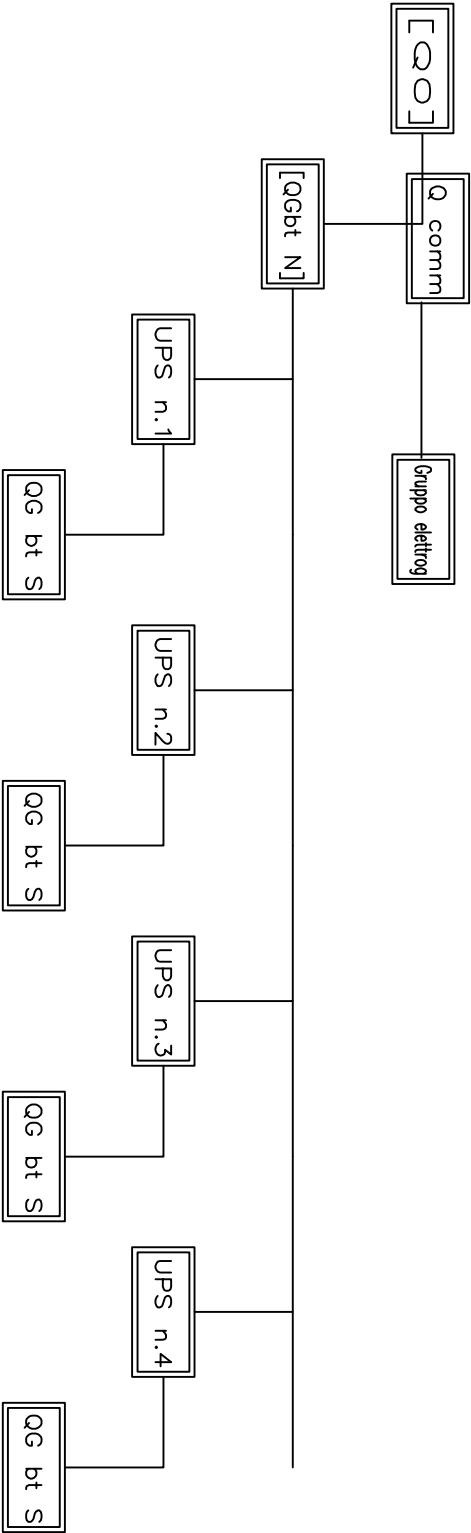 [QO]
Q comm
Gruppo elettrog
[QGbt N]
UPS n.1
QG bt S
UPS n.2
QG bt S
UPS n.3
QG bt S
UPS n.4
QG bt S